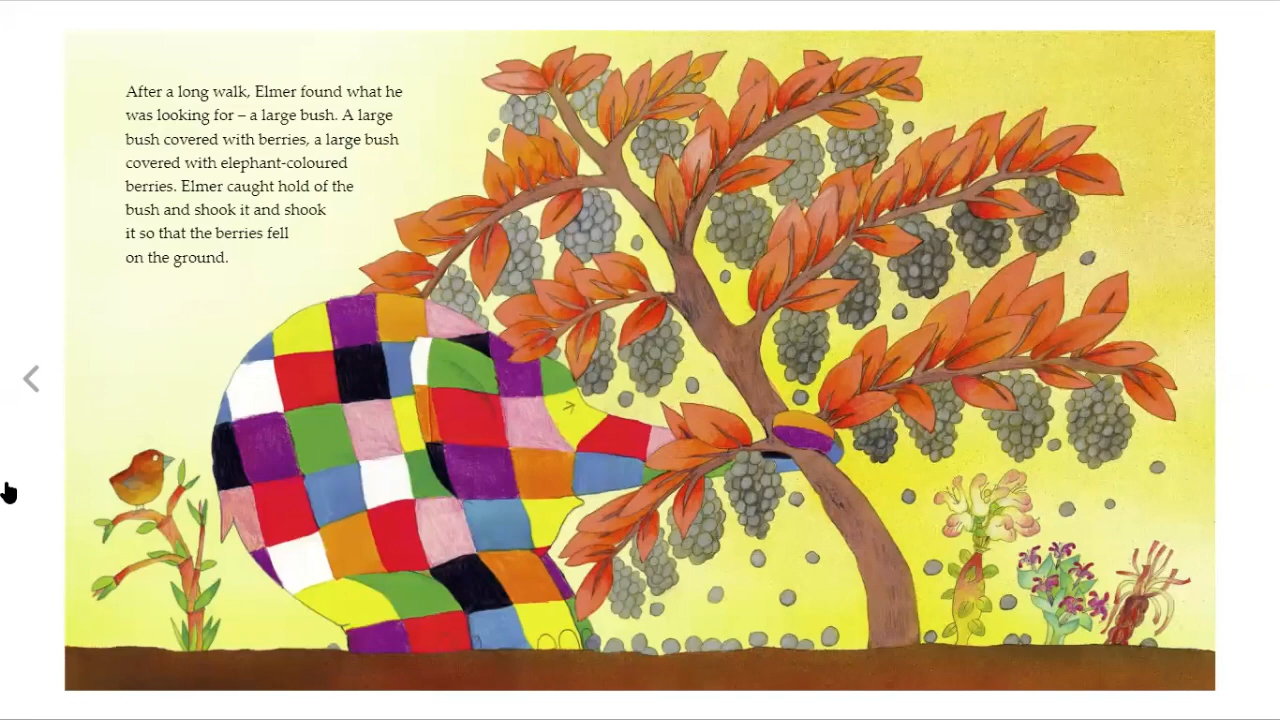 After a long walk, Elmer found what he
was looking for – a large bush. A large
bush covered with berries, a large bush
covered with elephant-coloured
berries. Elmer caught hold of the
bush and shook it and shook
it so that the berries fell
on the ground.